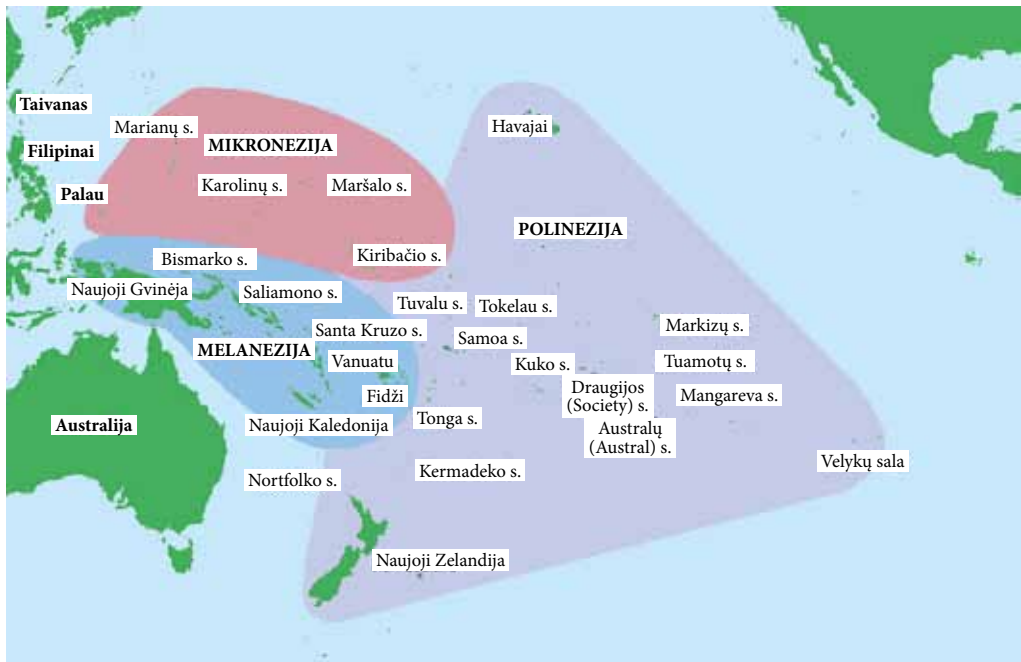 Taivanas
Marianų s.
Havajai
Filipinai
MIKRONEZIJA
Palau
Karolinų s.
Maršalo s.
POLINEZIJA
Bismarko s.
Kiribačio s.
Naujoji Gvinėja
Saliamono s.
Tuvalu s.
Tokelau s.
Santa Kruzo s.
Markizų s.
MELANEZIJA
Samoa s.
Vanuatu
Kuko s.
Tuamotų s.
Fidži
Draugijos
(Society) s.
Mangareva s.
Australija
Naujoji Kaledonija
Tonga s.
Australų
(Austral) s.
Velykų sala
Nortfolko s.
Kermadeko s.
Naujoji Zelandija